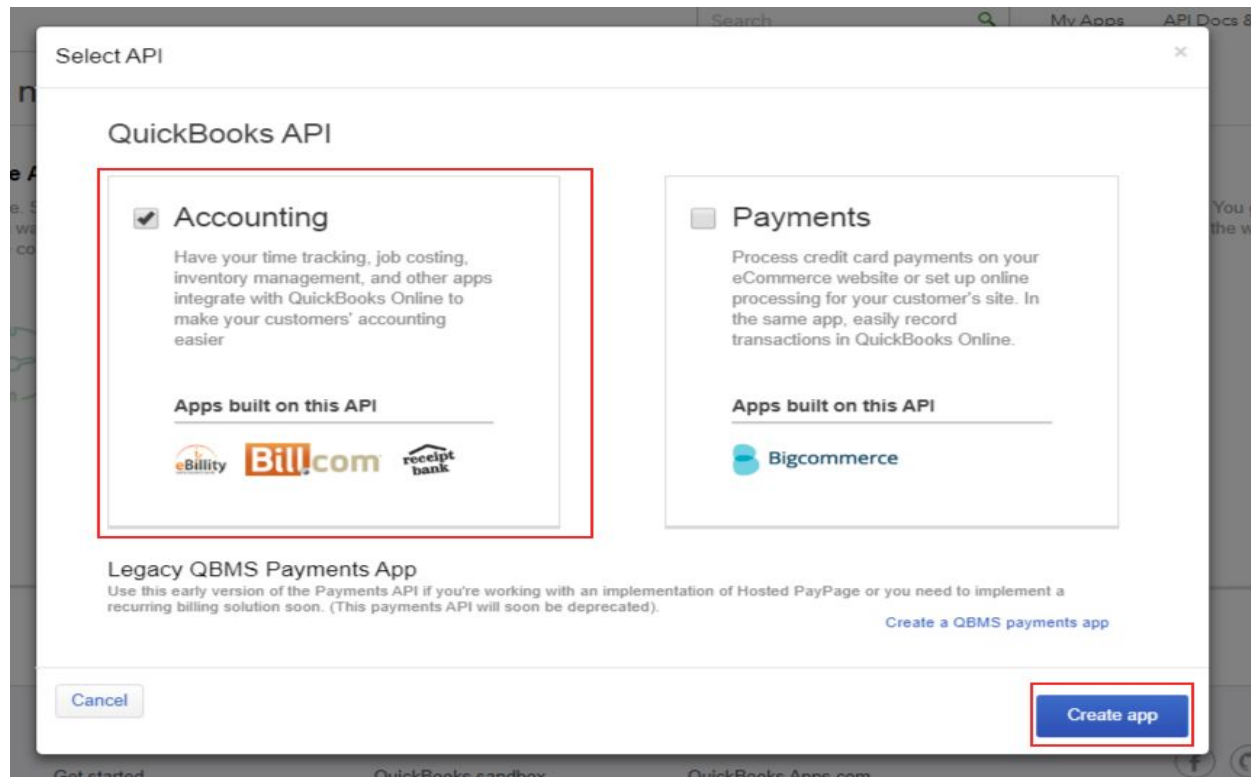 Search
My Apps
API Docs &
Select API
×
n
QuickBooks API
e A
e. S
wa
co
Accounting
Have your time tracking, job costing,
inventory management, and other apps
integrate with QuickBooks Online to
make your customers' accounting
easier
Apps built on this API
eBillity
Bill.com
receipt
bank
Payments
Process credit card payments on your
eCommerce website or set up online
processing for your customer's site. In
the same app, easily record
transactions in QuickBooks Online.
Apps built on this API
Bigcommerce
You
the w
Legacy QBMS Payments App
Use this early version of the Payments API if you're working with an implementation of Hosted PayPage or you need to implement a
recurring billing solution soon. (This payments API will soon be deprecated).
Create a QBMS payments app
Cancel
Create app
Get started
QuickBooks sandbox
QuickBooks Apps.com